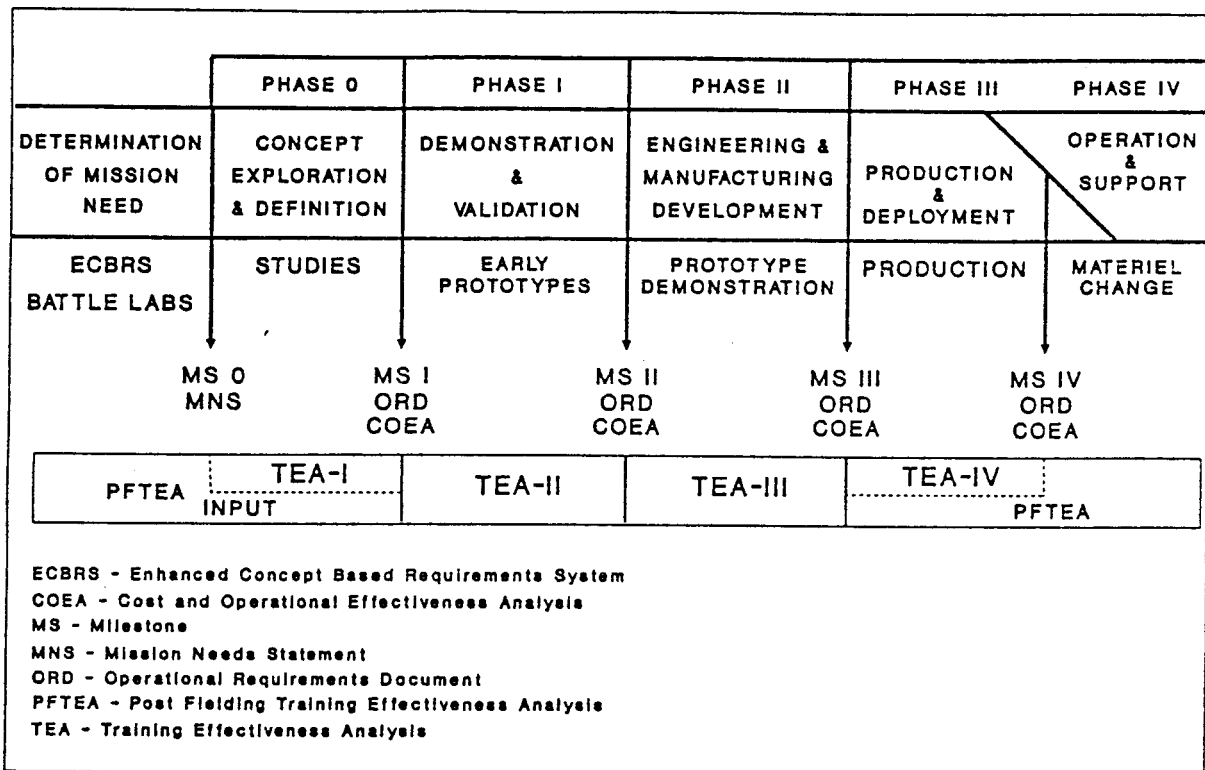 PHASE 0
PHASE I
PHASE II
PHASE III
PHASE IV
DETERMINATION
OF MISSION
NEED
CONCEPT
EXPLORATION
& DEFINITION
DEMONSTRATION
&
VALIDATION
ENGINEERING &
MANUFACTURING
DEVELOPMENT
PRODUCTION
&
DEPLOYMENT
OPERATION
&
SUPPORT
ECBRS
BATTLE LABS
STUDIES
EARLY
PROTOTYPES
PROTOTYPE
DEMONSTRATION
PRODUCTION
MATERIEL
CHANGE
MS 0
MNS
MS I
ORD
COEA
MS II
ORD
COEA
MS III
ORD
COEA
MS IV
ORD
COEA
PFTEA
INPUT
TEA-I
TEA-II
TEA-III
TEA-IV
PFTEA
ECBRS - Enhanced Concept Based Requirements System
COEA - Cost and Operational Effectiveness Analysis
MS - Milestone
MNS - Mission Needs Statement
ORD - Operational Requirements Document
PFTEA - Post Fielding Training Effectiveness Analysis
TEA - Training Effectiveness Analysis